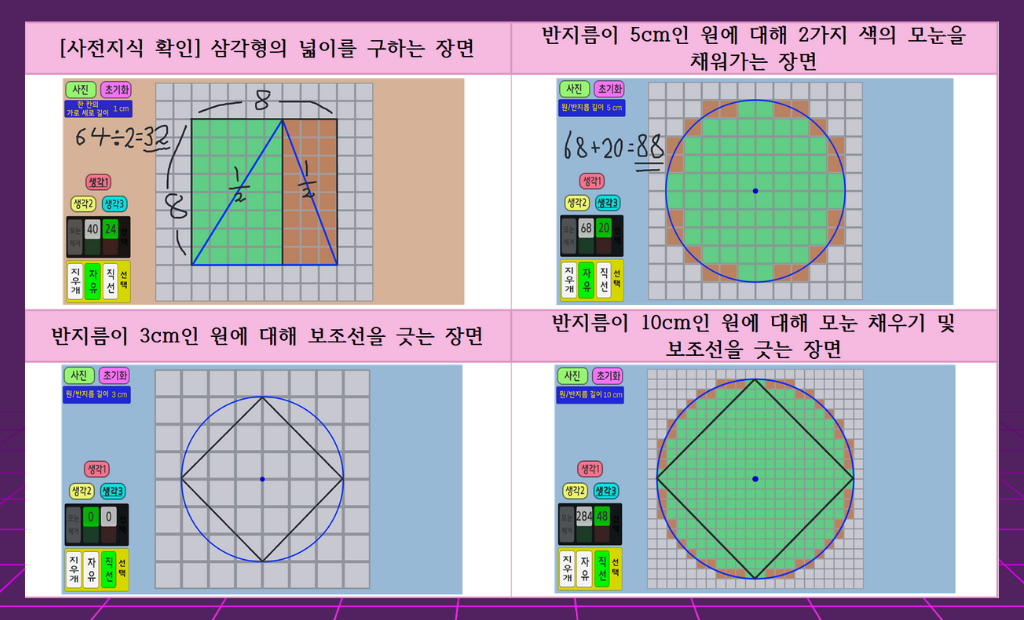 [사전지식 확인] 삼각형의 넓이를 구하는 장면
반지름이 5cm인 원에 대해 2가지 색의 모눈을
채워가는 장면
사진 초기화
한 칸의
가로 세로 길이 1 cm
64÷2=32
8
8
1/2
1/2
생각1
생각2 생각3
모눈
40 24
지우개 자유 직선 선택
사진 초기화
원/반지름 길이 5 cm
68+20=88
생각1
생각2 생각3
모눈
68 20
지우개 자유 직선 선택
반지름이 3cm인 원에 대해 보조선을 긋는 장면
반지름이 10cm인 원에 대해 모눈 채우기 및
보조선을 긋는 장면
사진 초기화
원/반지름 길이 3 cm
생각1
생각2 생각3
모눈
0 0
지우개 자유 직선 선택
사진 초기화
원/반지름 길이 10 cm
생각1
생각2 생각3
모눈
284 48
지우개 자유 직선 선택